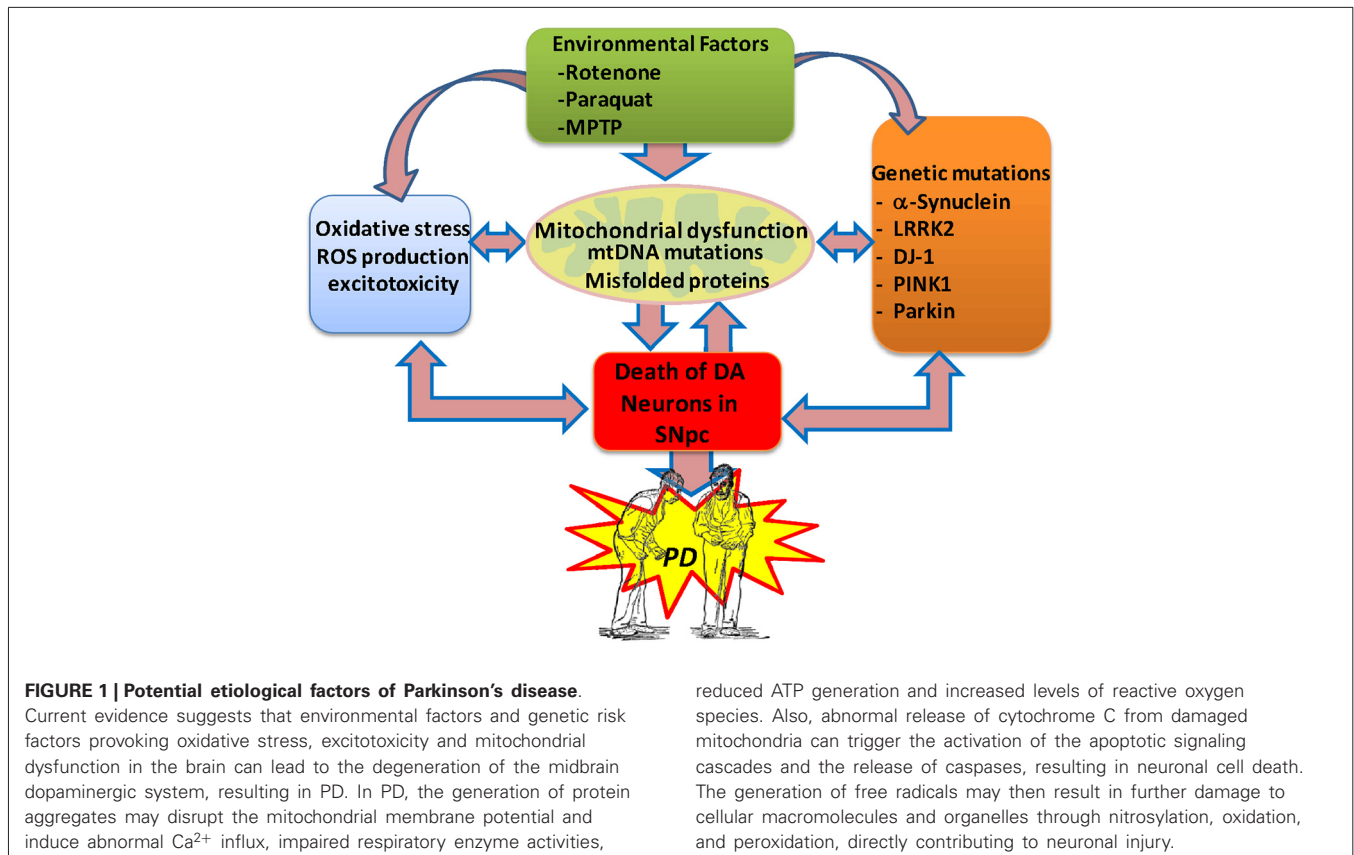 Environmental Factors
-Rotenone
-Paraquat
-MPTP
Oxidative stress
ROS production
excitotoxicity
Mitochondrial dysfunction
mtDNA mutations
Misfolded proteins
Genetic mutations
- α-Synuclein
- LRRK2
- DJ-1
- PINK1
- Parkin
Death of DA
Neurons in
SNpc
PD
FIGURE 1 | Potential etiological factors of Parkinson's disease.
Current evidence suggests that environmental factors and genetic risk
factors provoking oxidative stress, excitotoxicity and mitochondrial
dysfunction in the brain can lead to the degeneration of the midbrain
dopaminergic system, resulting in PD. In PD, the generation of protein
aggregates may disrupt the mitochondrial membrane potential and
induce abnormal Ca²⁺ influx, impaired respiratory enzyme activities,
reduced ATP generation and increased levels of reactive oxygen
species. Also, abnormal release of cytochrome C from damaged
mitochondria can trigger the activation of the apoptotic signaling
cascades and the release of caspases, resulting in neuronal cell death.
The generation of free radicals may then result in further damage to
cellular macromolecules and organelles through nitrosylation, oxidation,
and peroxidation, directly contributing to neuronal injury.